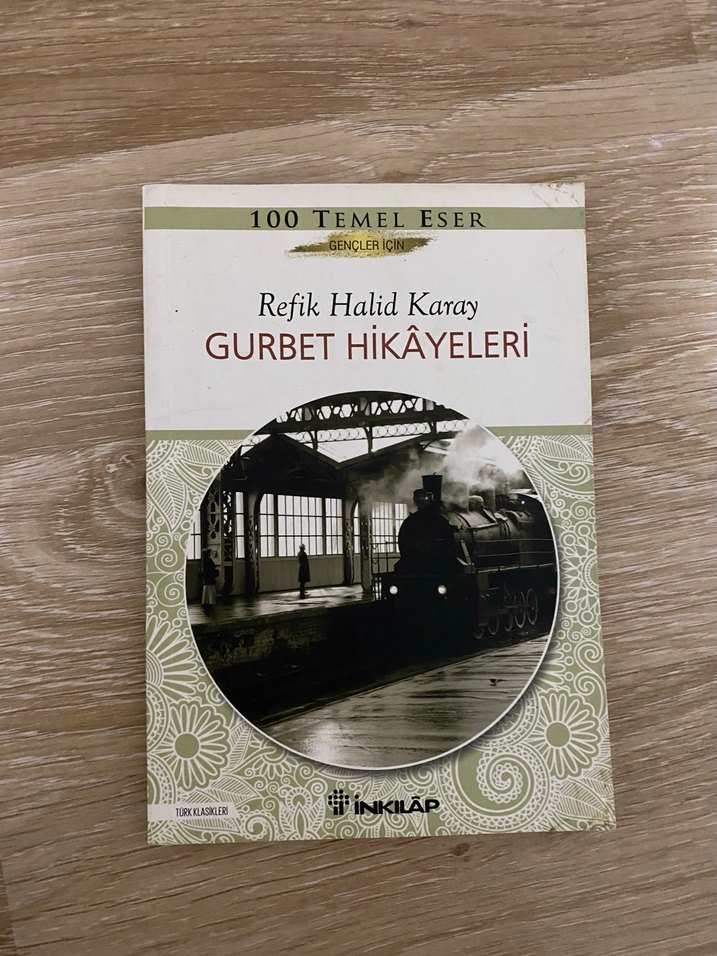 100 TEMEL ESER
GENÇLER İÇİN
Refik Halid Karay
GURBET HİKÂYELERİ
İNKILÂP
TÜRK KLASİKLERİ